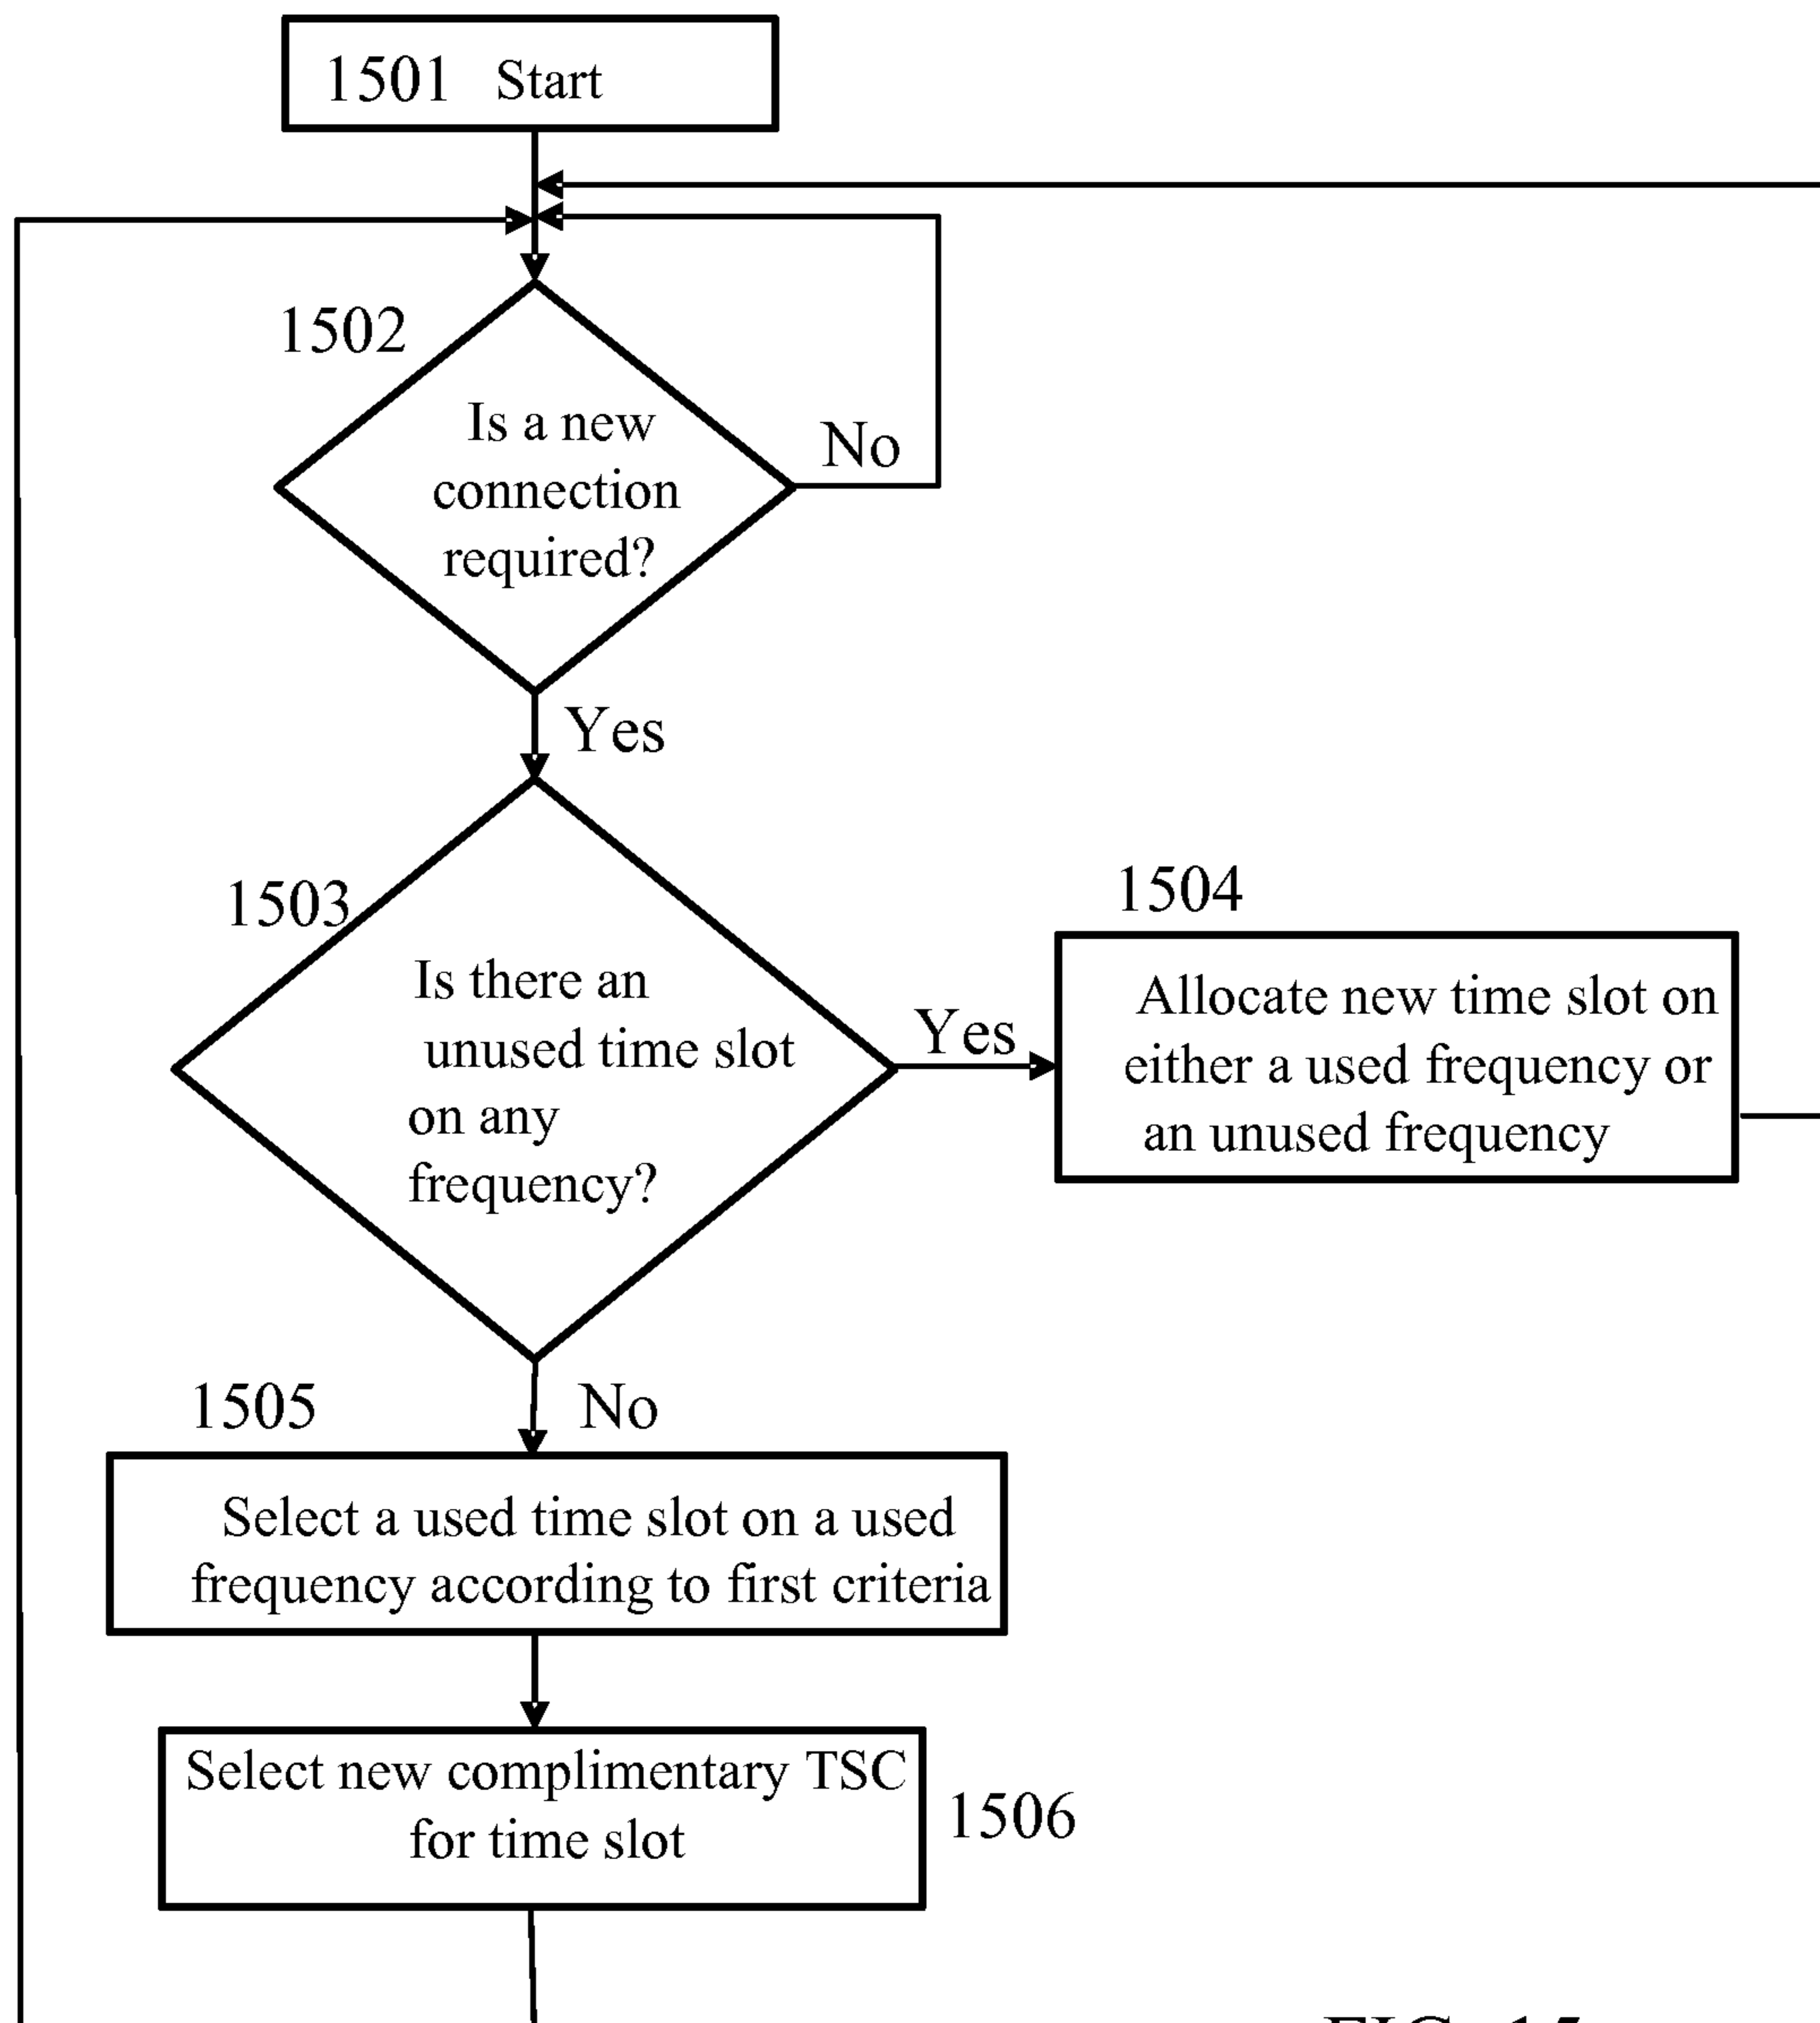 1501 Start
1502
Is a new
connection
required?
No
Yes
1503
Is there an
unused time slot
on any
frequency?
Yes
1504
Allocate new time slot on
either a used frequency or
an unused frequency
1505
No
Select a used time slot on a used
frequency according to first criteria
Select new complimentary TSC
for time slot
1506